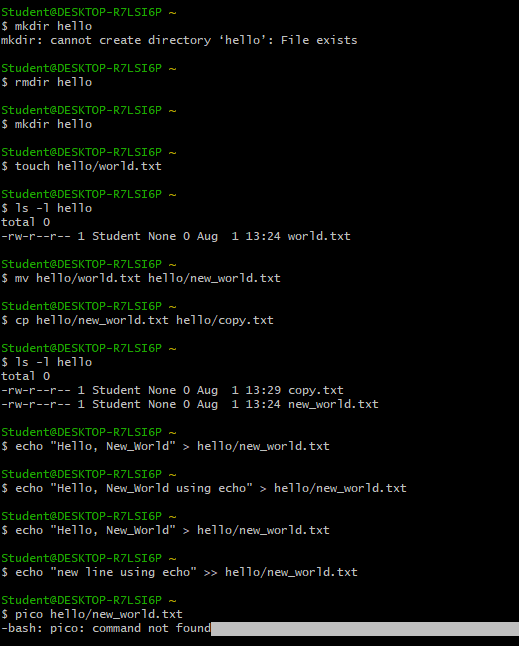 Student@DESKTOP-R7LSI6P ~
$ mkdir hello
mkdir: cannot create directory ‘hello’: File exists
Student@DESKTOP-R7LSI6P ~
$ rmdir hello
Student@DESKTOP-R7LSI6P ~
$ mkdir hello
Student@DESKTOP-R7LSI6P ~
$ touch hello/world.txt
Student@DESKTOP-R7LSI6P ~
$ ls -l hello
total 0
-rw-r--r-- 1 Student None 0 Aug  1 13:24 world.txt
Student@DESKTOP-R7LSI6P ~
$ mv hello/world.txt hello/new_world.txt
Student@DESKTOP-R7LSI6P ~
$ cp hello/new_world.txt hello/copy.txt
Student@DESKTOP-R7LSI6P ~
$ ls -l hello
total 0
-rw-r--r-- 1 Student None 0 Aug  1 13:29 copy.txt
-rw-r--r-- 1 Student None 0 Aug  1 13:24 new_world.txt
Student@DESKTOP-R7LSI6P ~
$ echo "Hello, New_World" > hello/new_world.txt
Student@DESKTOP-R7LSI6P ~
$ echo "Hello, New_World using echo" > hello/new_world.txt
Student@DESKTOP-R7LSI6P ~
$ echo "Hello, New_World" > hello/new_world.txt
Student@DESKTOP-R7LSI6P ~
$ echo "new line using echo" >> hello/new_world.txt
Student@DESKTOP-R7LSI6P ~
$ pico hello/new_world.txt
-bash: pico: command not found